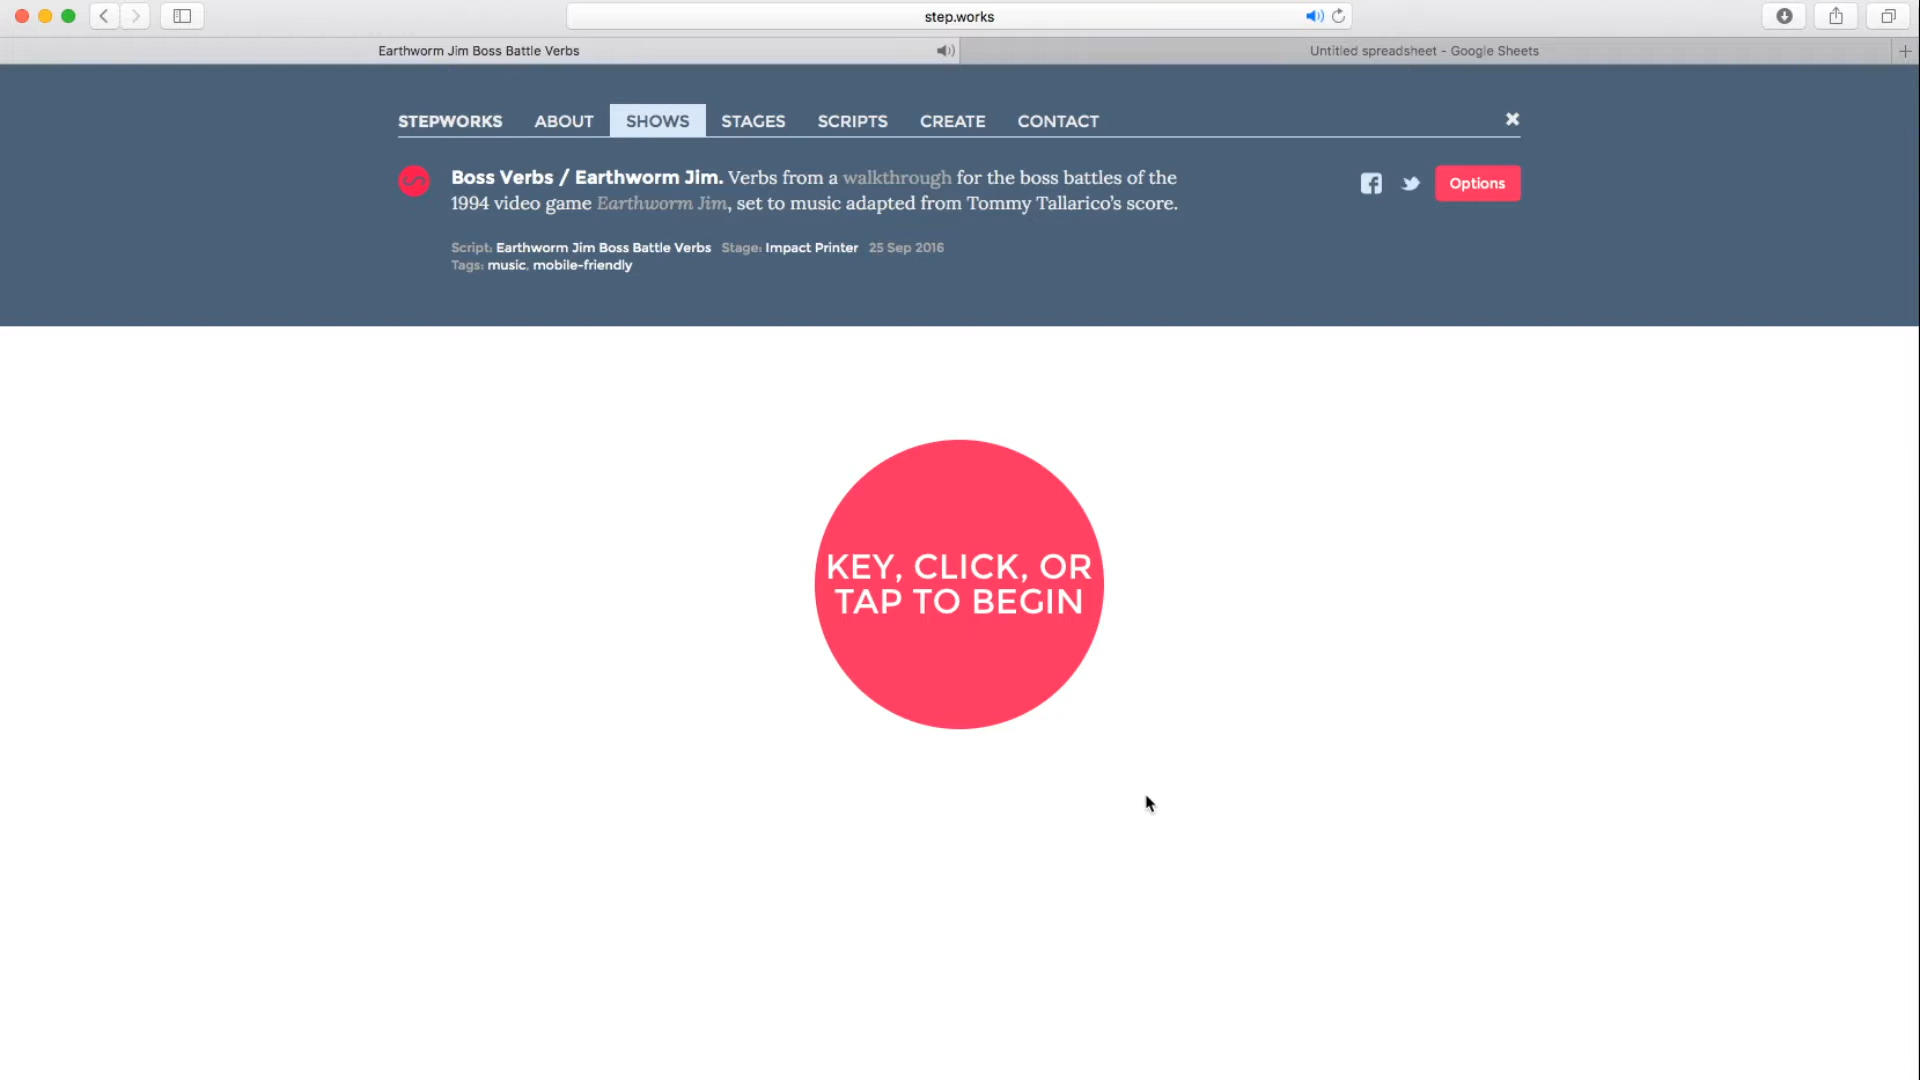 step.works
Earthworm Jim Boss Battle Verbs
Untitled spreadsheet - Google Sheets
STEPWORKS ABOUT SHOWS STAGES SCRIPTS CREATE CONTACT
Boss Verbs / Earthworm Jim. Verbs from a walkthrough for the boss battles of the
1994 video game Earthworm Jim, set to music adapted from Tommy Tallarico’s score.
Options
Script: Earthworm Jim Boss Battle Verbs Stage: Impact Printer 25 Sep 2016
Tags: music, mobile-friendly
KEY, CLICK, OR
TAP TO BEGIN